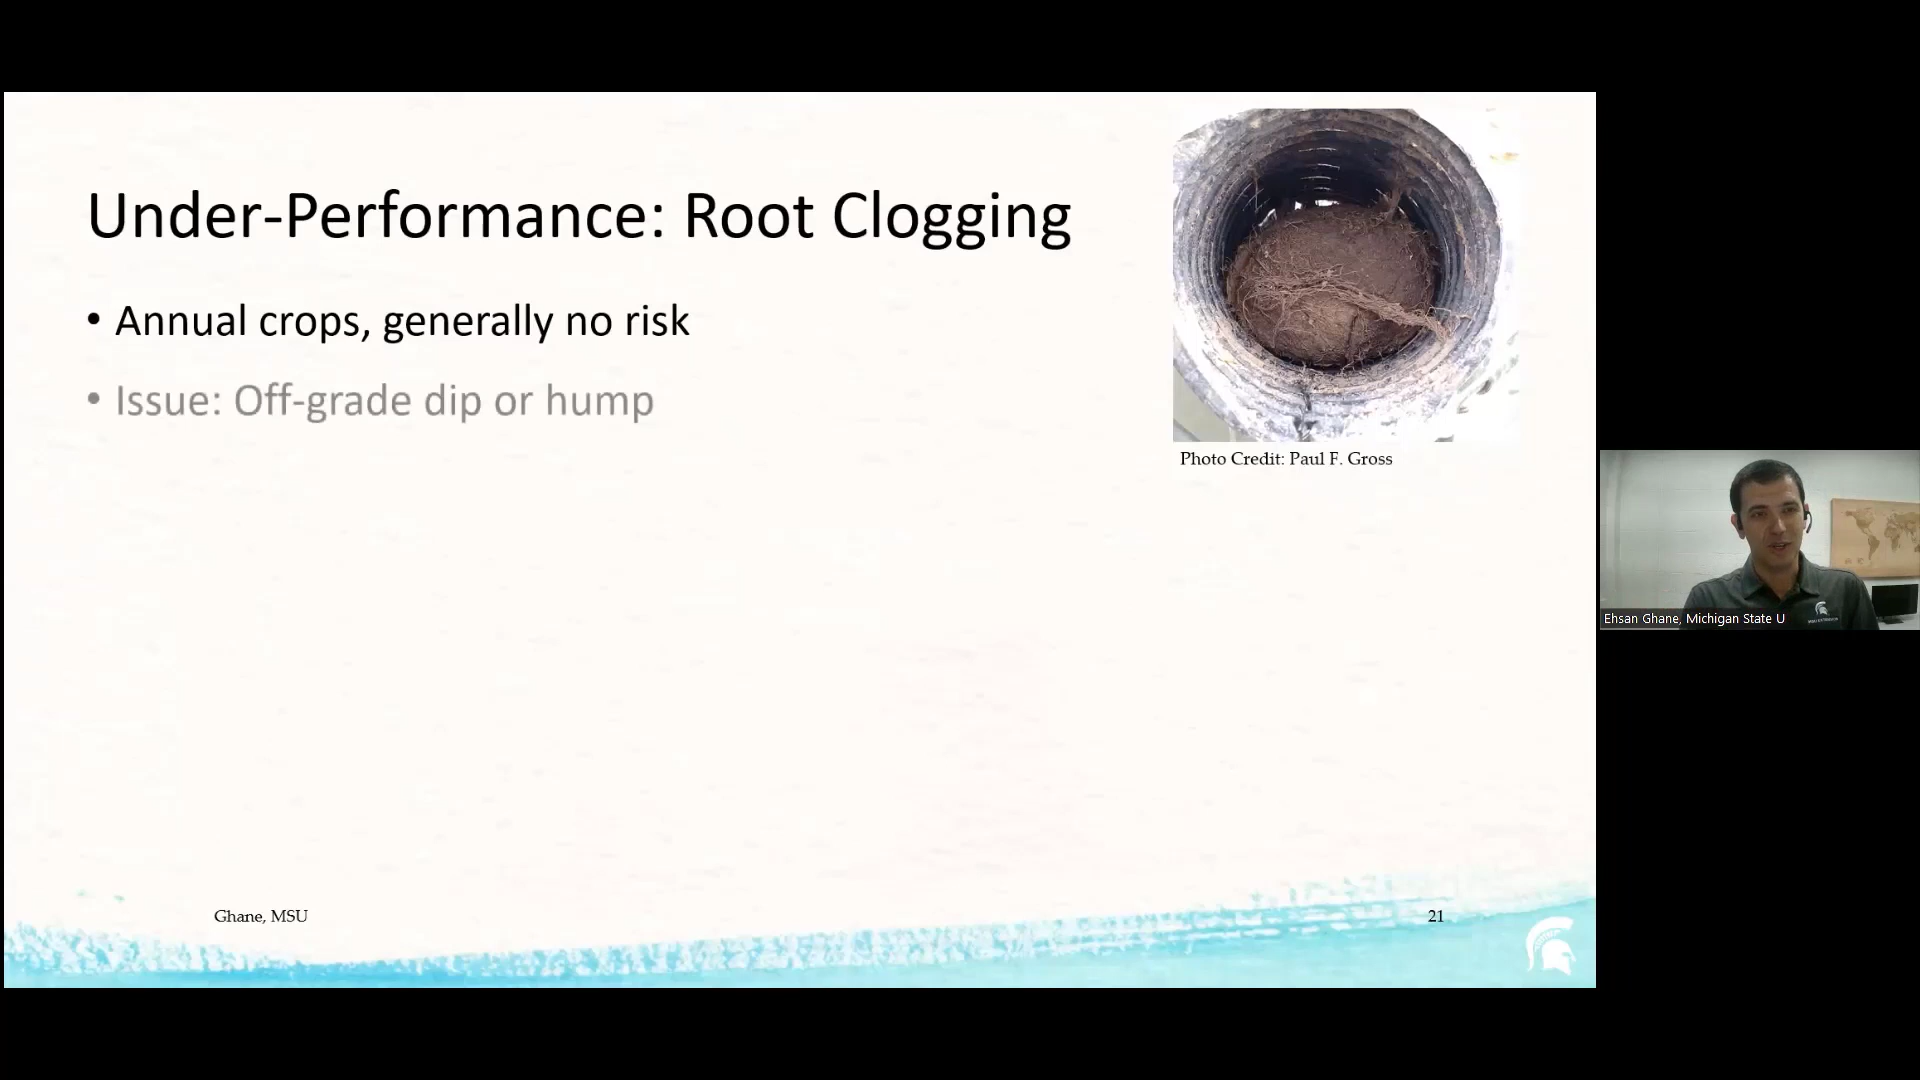 Under-Performance: Root Clogging
• Annual crops, generally no risk
• Issue: Off-grade dip or hump
Photo Credit: Paul F. Gross
Ehsan Ghane, Michigan State U
Ghane, MSU
21